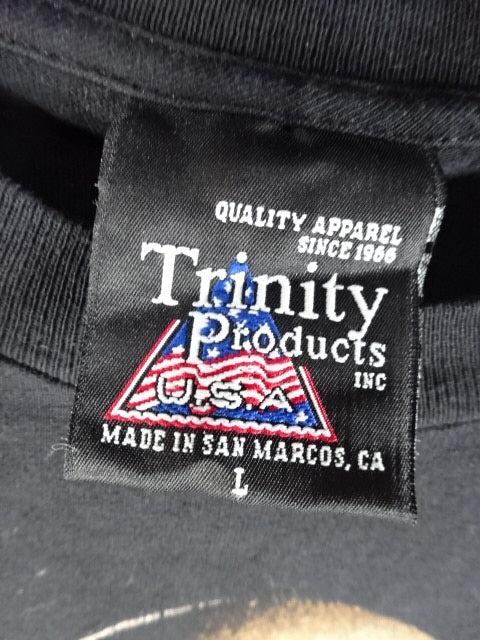 QUALITY APPAREL
SINCE 1966
Trinity
Products
INC
U.S.A
MADE IN SAN MARCOS, CA
L